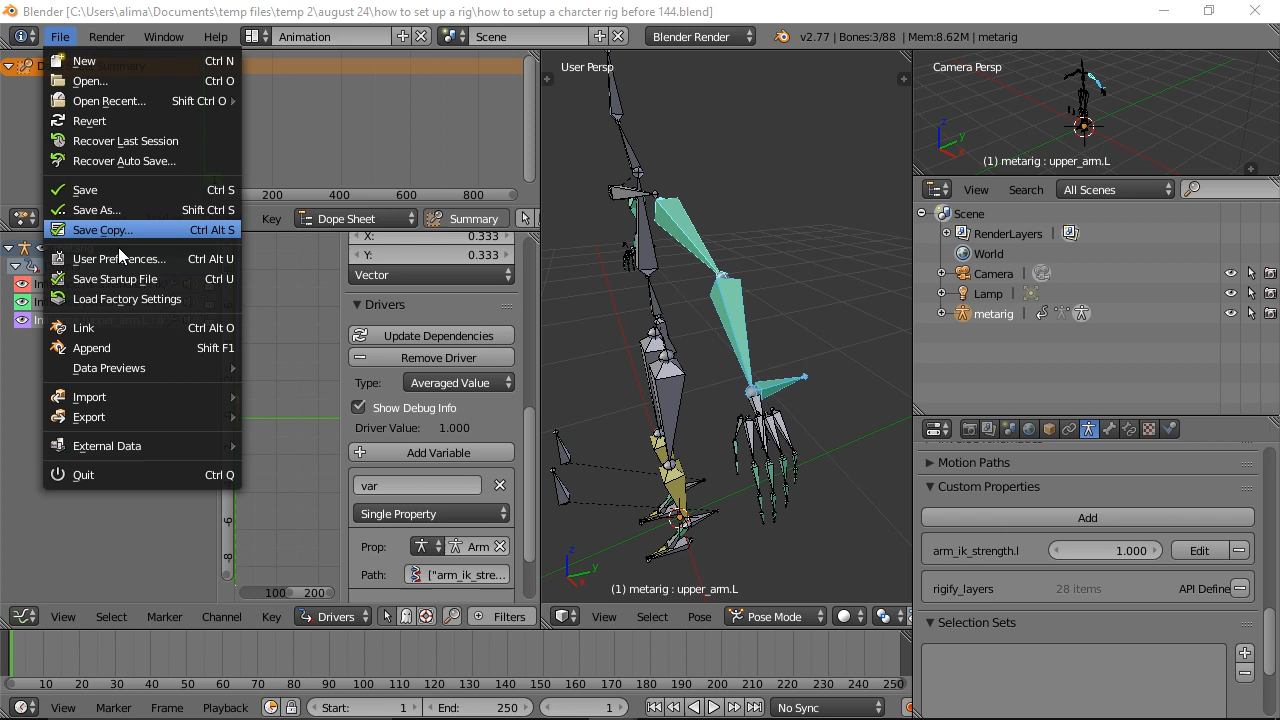 Blender [C:\Users\alima\Documents\temp files\temp 2\august 24\how to set up a rig\how to setup a charcter rig before 144.blend]
File Render Window Help Animation Scene Blender Render v2.77 | Bones:3/88 | Mem:8.62M | metarig
New Ctrl N
Open... Ctrl O
Open Recent... Shift Ctrl O
Revert
Recover Last Session
Recover Auto Save...
Save Ctrl S
Save As... Shift Ctrl S
Save Copy... Ctrl Alt S
User Preferences... Ctrl Alt U
Save Startup File Ctrl U
Load Factory Settings
Link Ctrl Alt O
Append Shift F1
Data Previews
Import
Export
External Data
Quit Ctrl Q
200 400 600 800
Key Dope Sheet Summary
X: 0.333
Y: 0.333
Vector
Drivers
Update Dependencies
Remove Driver
Type: Averaged Value
Show Debug Info
Driver Value: 1.000
Add Variable
var
Single Property
Prop: Arm
Path: ["arm_ik_stre...
-6
-8
100 200
View Select Marker Channel Key Drivers Filters
User Persp
(1) metarig : upper_arm.L
View Select Pose Pose Mode
Camera Persp
(1) metarig : upper_arm.L
View Search All Scenes
Scene
RenderLayers
World
Camera
Lamp
metarig
Motion Paths
Custom Properties
Add
arm_ik_strength.l 1.000 Edit
rigify_layers 28 items API Define
Selection Sets
0 10 20 30 40 50 60 70 80 90 100 110 120 130 140 150 160 170 180 190 200 210 220 230 240 250
View Marker Frame Playback Start: 1 End: 250 1 No Sync